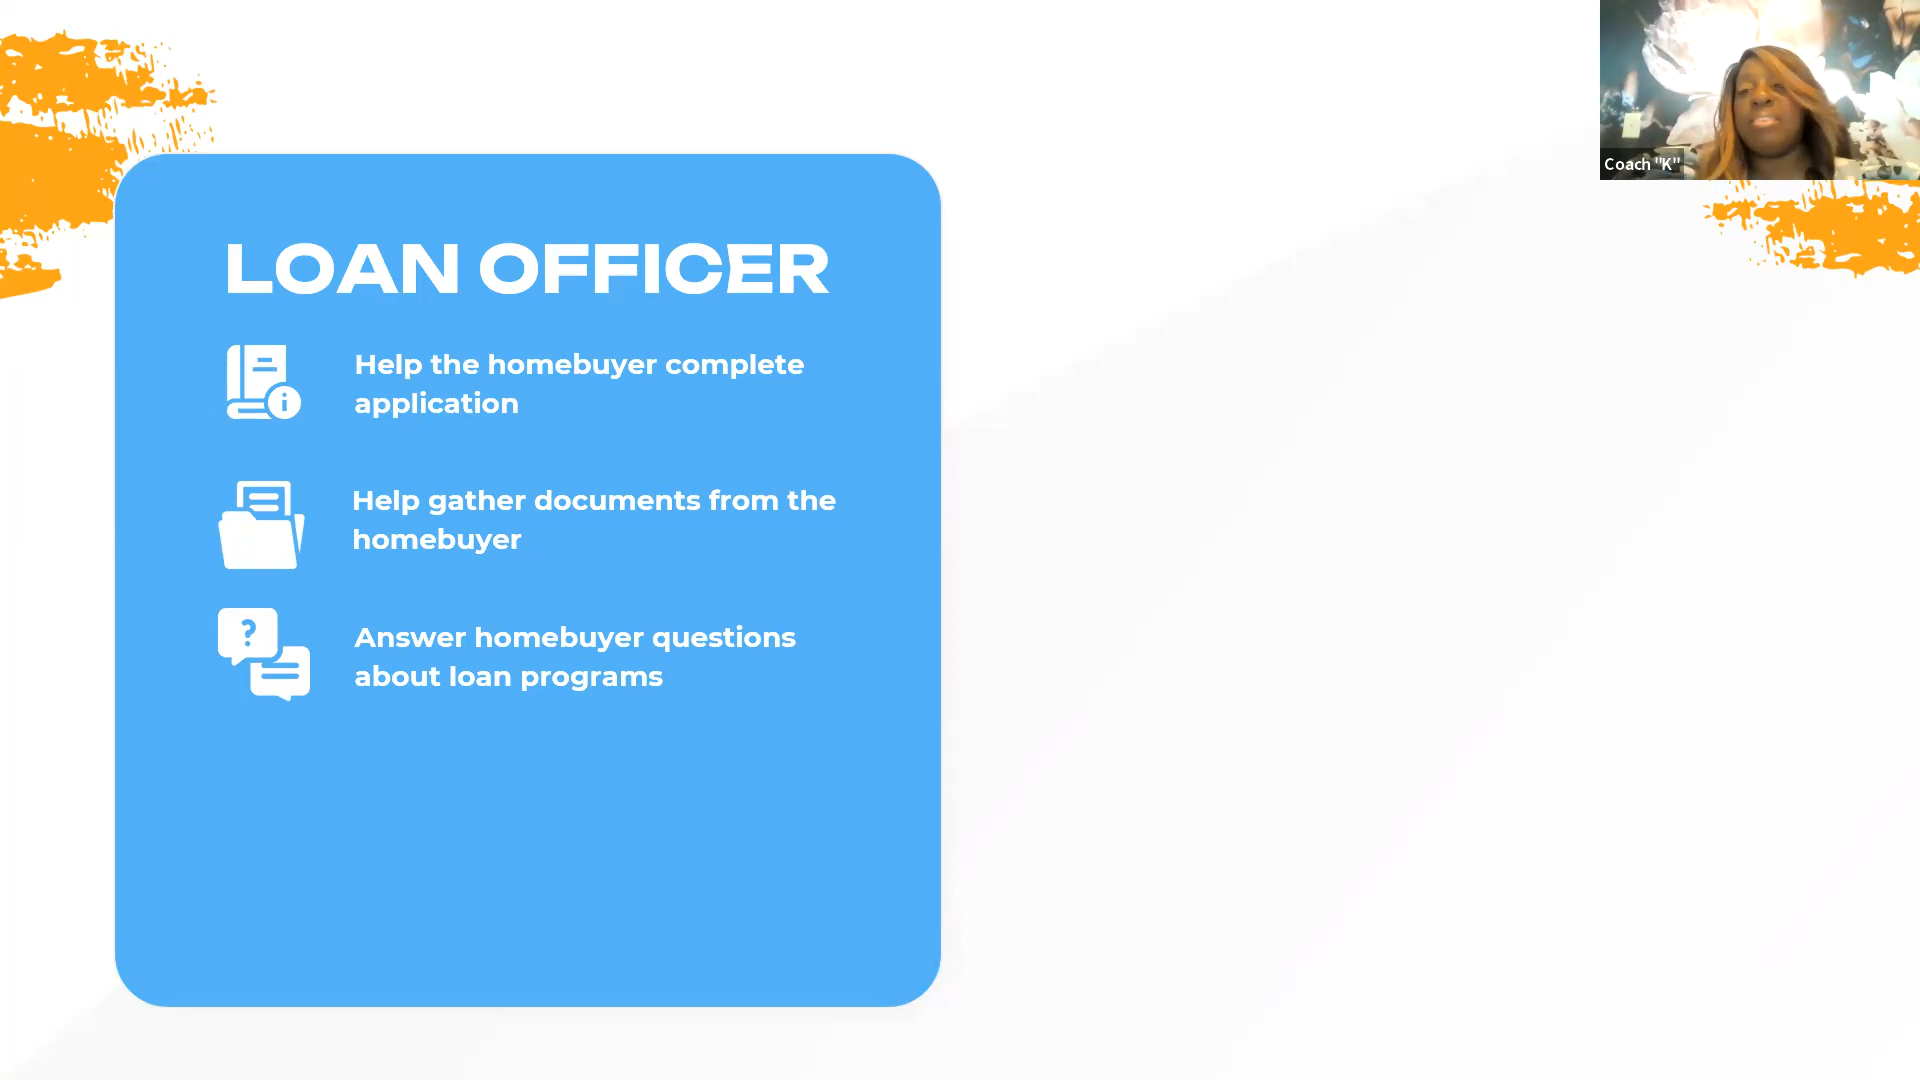 LOAN OFFICER
Help the homebuyer complete
application
Help gather documents from the
homebuyer
?
Answer homebuyer questions
about loan programs
Coach "K"